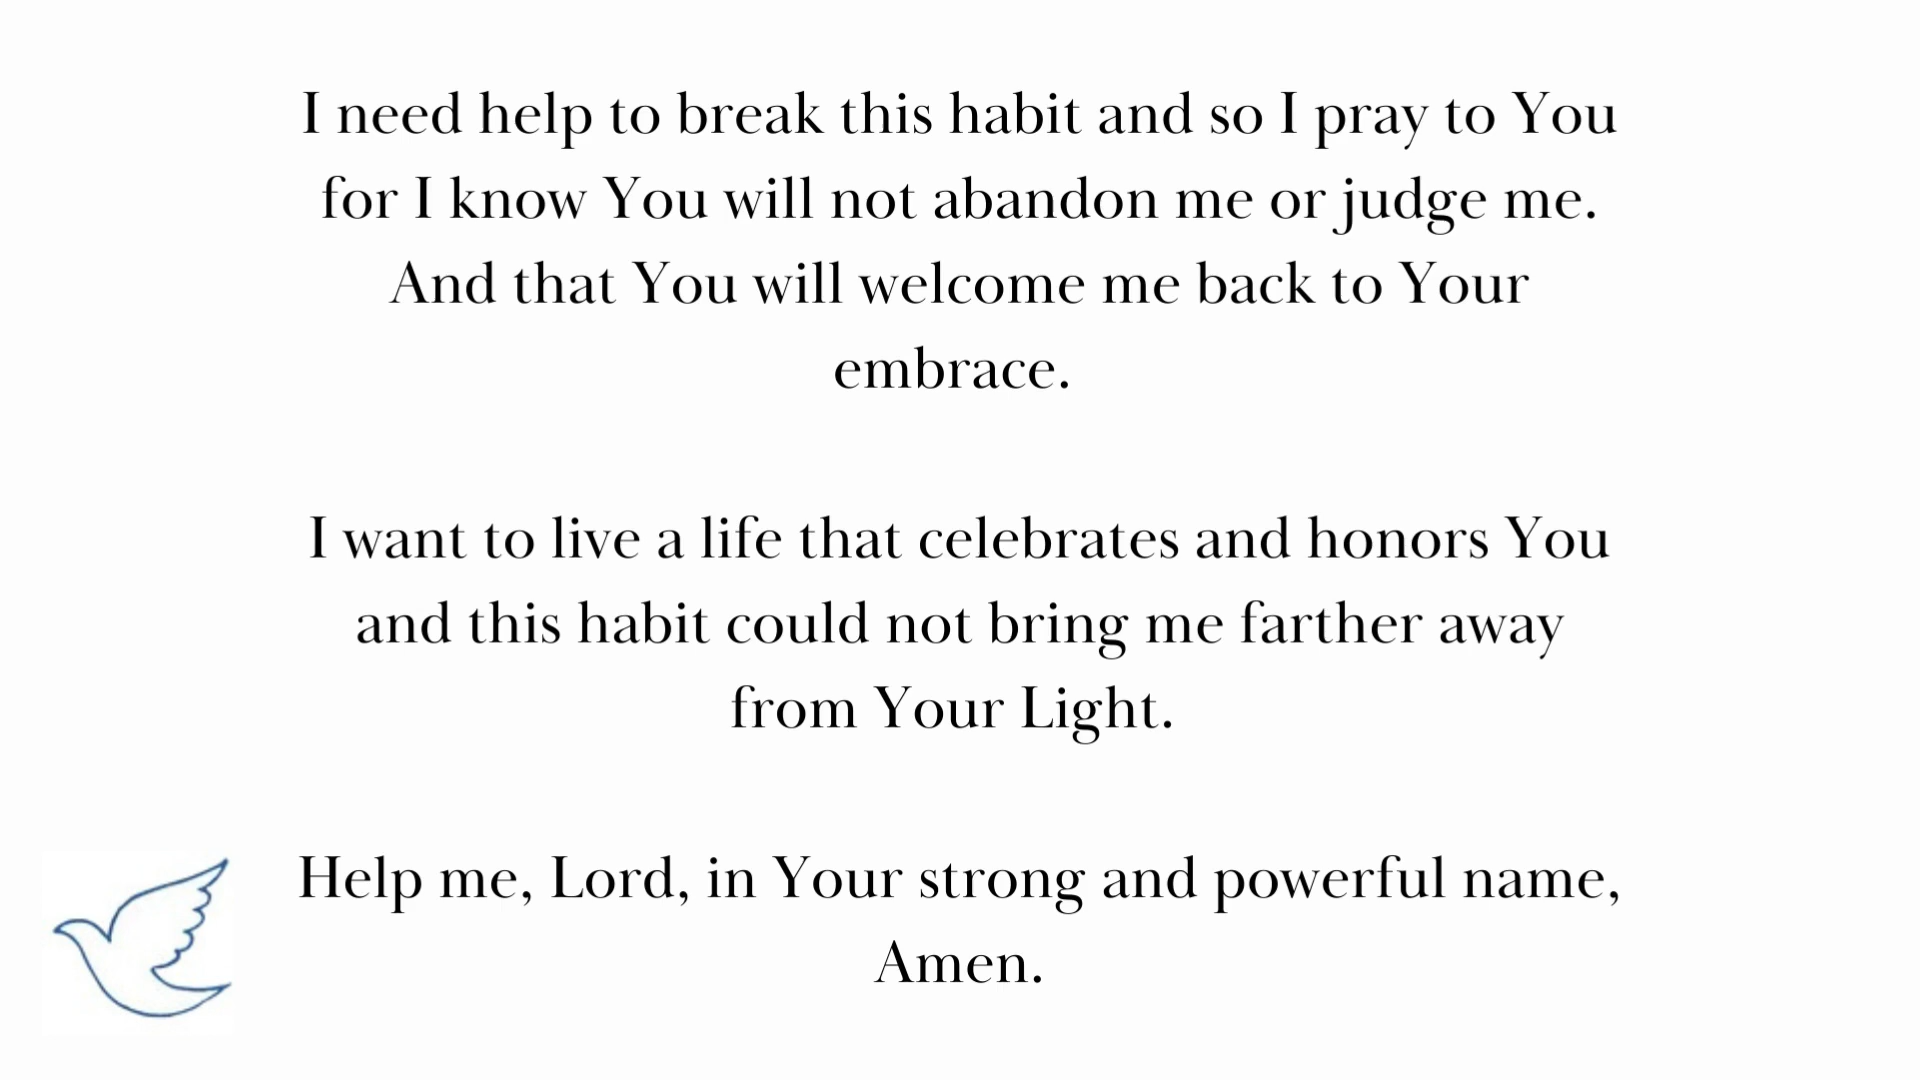 I need help to break this habit and so I pray to You
for I know You will not abandon me or judge me.
And that You will welcome me back to Your
embrace.
I want to live a life that celebrates and honors You
and this habit could not bring me farther away
from Your Light.
Help me, Lord, in Your strong and powerful name,
Amen.